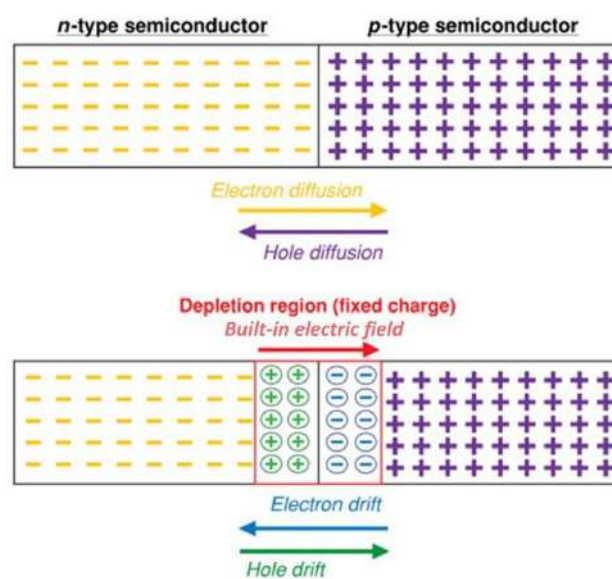 n-type semiconductor p-type semiconductor
Electron diffusion
Hole diffusion
Depletion region (fixed charge)
Built-in electric field
Electron drift
Hole drift